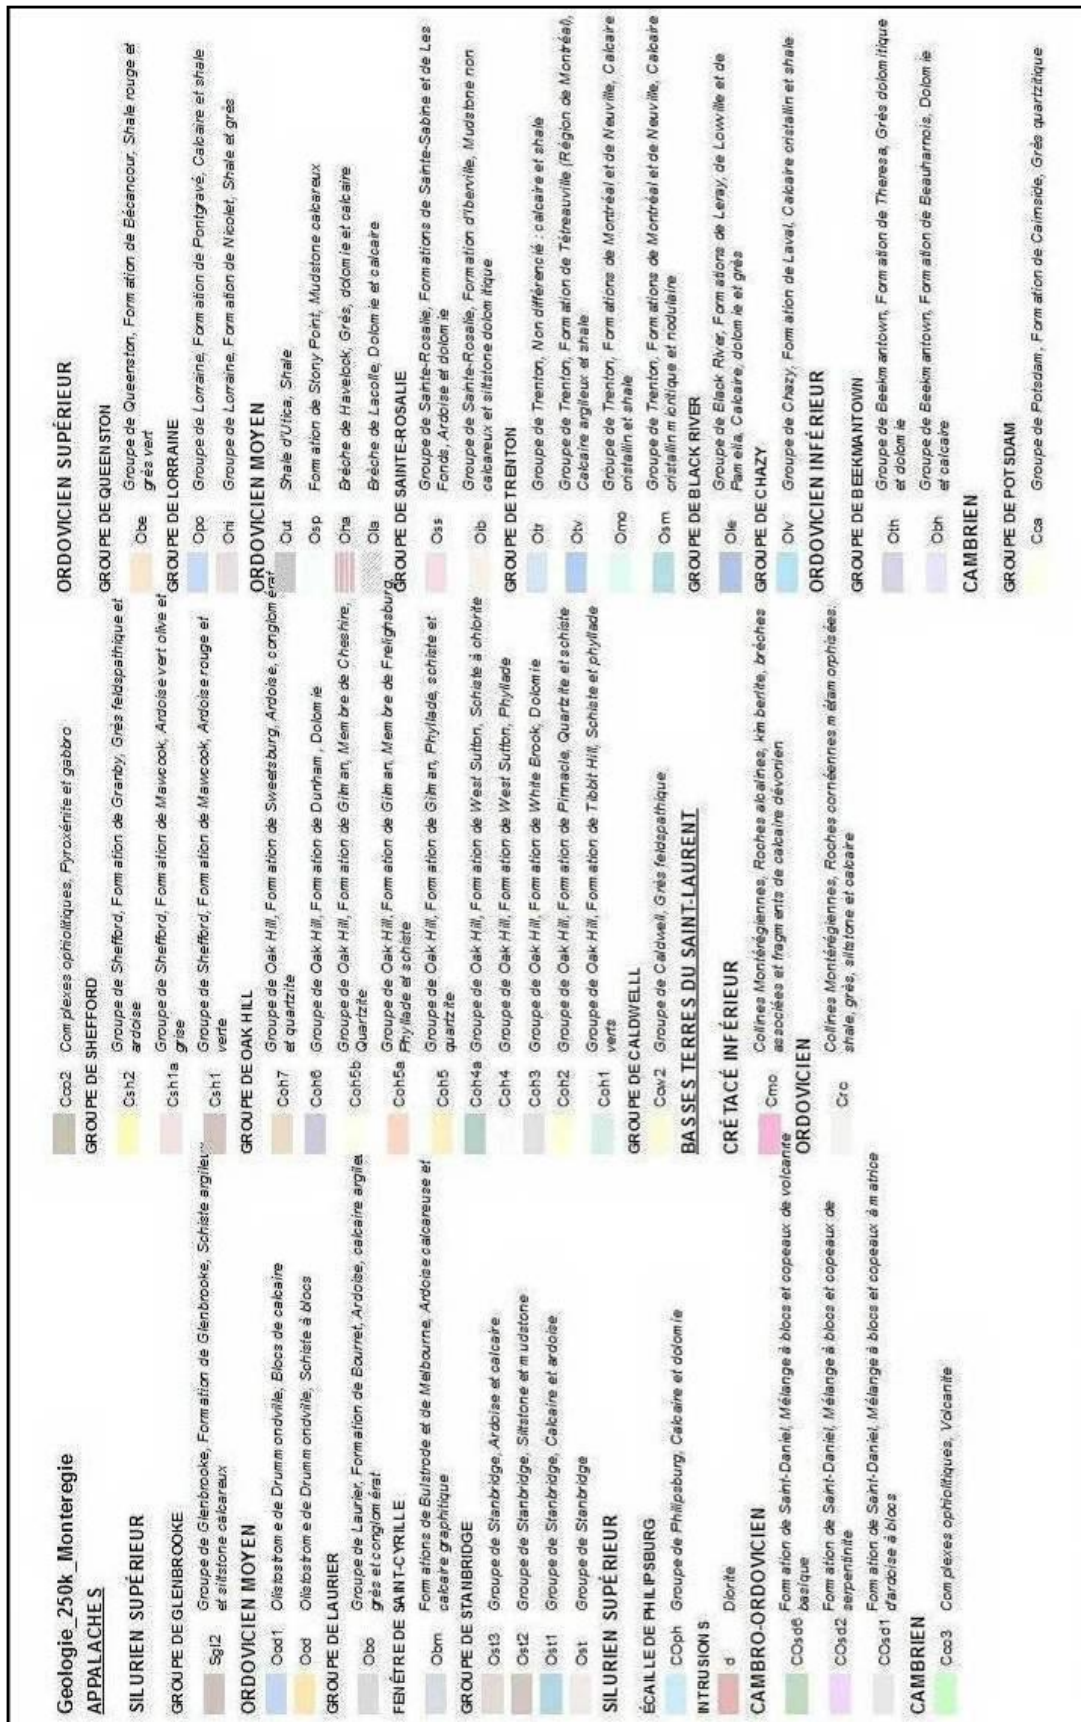 Geologie_250k_Monteregie
APPALACHES
SILURIEN SUPÉRIEUR
GROUPE DE GLENBROOKE
Sgl2 Groupe de Glenbrooke, Formation de Glenbrooke, Schiste argileux
et siltstone calcareux
ORDOVICIEN MOYEN
Ood1 Olistostrome de Drummondville, Blocs de calcaire
Ood Olistostrome de Drummondville, Schiste à blocs
GROUPE DE LAURIER
Obo Groupe de Laurier, Formation de Bourret, Ardoise, calcaire argileu
grès et conglomérat
FENÊTRE DE SAINT-CYRILLE
Obm Formations de Bulstrode et de Melbourne, Ardoise calcareuse et
calcaire graphitique
GROUPE DE STANBRIDGE
Ost3 Groupe de Stanbridge, Ardoise et calcaire
Ost2 Groupe de Stanbridge, Siltstone et mudstone
Ost1 Groupe de Stanbridge, Calcaire et ardoise
Ost Groupe de Stanbridge
SILURIEN SUPÉRIEUR
ÉCAILLE DE PHILIPSBURG
COph Groupe de Philipsburg, Calcaire et dolomie
INTRUSIONS
d Diorite
CAMBRO-ORDOVICIEN
COsd6 Formation de Saint-Daniel, Mélange à blocs et copeaux de volcanite
basique
COsd2 Formation de Saint-Daniel, Mélange à blocs et copeaux de
serpentinite
COsd1 Formation de Saint-Daniel, Mélange à blocs et copeaux à matrice
d'ardoise à blocs
CAMBRIEN
Cco3 Complexes ophiolitiques, Volcanite
Cco2 Complexes ophiolitiques, Pyroxénite et gabbro
GROUPE DE SHEFFORD
Csh2 Groupe de Shefford, Formation de Granby, Grès feldspathique et
ardoise
Csh1a Groupe de Shefford, Formation de Mawcook, Ardoise vert olive et
grise
Csh1 Groupe de Shefford, Formation de Mawcook, Ardoise rouge et
verte
GROUPE DE OAK HILL
Coh7 Groupe de Oak Hill, Formation de Sweetsburg, Ardoise, conglomérat
et quartzite
Coh6 Groupe de Oak Hill, Formation de Dunham, Dolomie
Coh5b Groupe de Oak Hill, Formation de Gilman, Membre de Cheshire,
Quartzite
Coh5a Groupe de Oak Hill, Formation de Gilman, Membre de Frelighsburg,
Phyllade et schiste
Coh5 Groupe de Oak Hill, Formation de Gilman, Phyllade, schiste et
quartzite
Coh4a Groupe de Oak Hill, Formation de West Sutton, Schiste à chlorite
Coh4 Groupe de Oak Hill, Formation de West Sutton, Phyllade
Coh3 Groupe de Oak Hill, Formation de White Brook, Dolomie
Coh2 Groupe de Oak Hill, Formation de Pinnacle, Quartzite et schiste
Coh1 Groupe de Oak Hill, Formation de Tibbit Hill, Schiste et phyllade
verts
GROUPE DE CALDWELL
Caw2 Groupe de Caldwell, Grès feldspathique
BASSES TERRES DU SAINT-LAURENT
CRÉTACÉ INFÉRIEUR
Cmo Collines Montérégiennes, Roches alcalines, kimberlite, brèches
associées et fragments de calcaire dévonien
ORDOVICIEN
Crc Collines Montérégiennes, Roches cornéennes métamorphisées:
shale, grès, siltstone et calcaire
ORDOVICIEN SUPÉRIEUR
GROUPE DE QUEENSTON
Obe Groupe de Queenston, Formation de Bécancour, Shale rouge et
grès vert
GROUPE DE LORRAINE
Opo Groupe de Lorraine, Formation de Pontgravé, Calcaire et shale
Oni Groupe de Lorraine, Formation de Nicolet, Shale et grès
ORDOVICIEN MOYEN
Out Shale d'Utica, Shale
Osp Formation de Stony Point, Mudstone calcareux
Oha Brèche de Havelock, Grès, dolomie et calcaire
Ola Brèche de Lacolle, Dolomie et calcaire
GROUPE DE SAINTE-ROSALIE
Oss Groupe de Sainte-Rosalie, Formations de Sainte-Sabine et de Les
Fonds, Ardoise et dolomie
Oib Groupe de Sainte-Rosalie, Formation d'Iberville, Mudstone non
calcareux et siltstone dolomitique
GROUPE DE TRENTON
Otr Groupe de Trenton, Non différencié : calcaire et shale
Otv Groupe de Trenton, Formation de Tétreauville (Région de Montréal),
Calcaire argileux et shale
Omo Groupe de Trenton, Formations de Montréal et de Neuville, Calcaire
cristallin et shale
Osm Groupe de Trenton, Formations de Montréal et de Neuville, Calcaire
cristallin micritique et nodulaire
GROUPE DE BLACK RIVER
Ole Groupe de Black River, Formations de Leray, de Lowville et de
Pamelia, Calcaire, dolomie et grès
GROUPE DE CHAZY
Olv Groupe de Chazy, Formation de Laval, Calcaire cristallin et shale
ORDOVICIEN INFÉRIEUR
GROUPE DE BEEKMANTOWN
Oth Groupe de Beekmantown, Formation de Theresa, Grès dolomitique
et dolomie
Obh Groupe de Beekmantown, Formation de Beauharnois, Dolomie
et calcaire
CAMBRIEN
GROUPE DE POTSDAM
Cca Groupe de Potsdam, Formation de Cairnside, Grès quartzitique